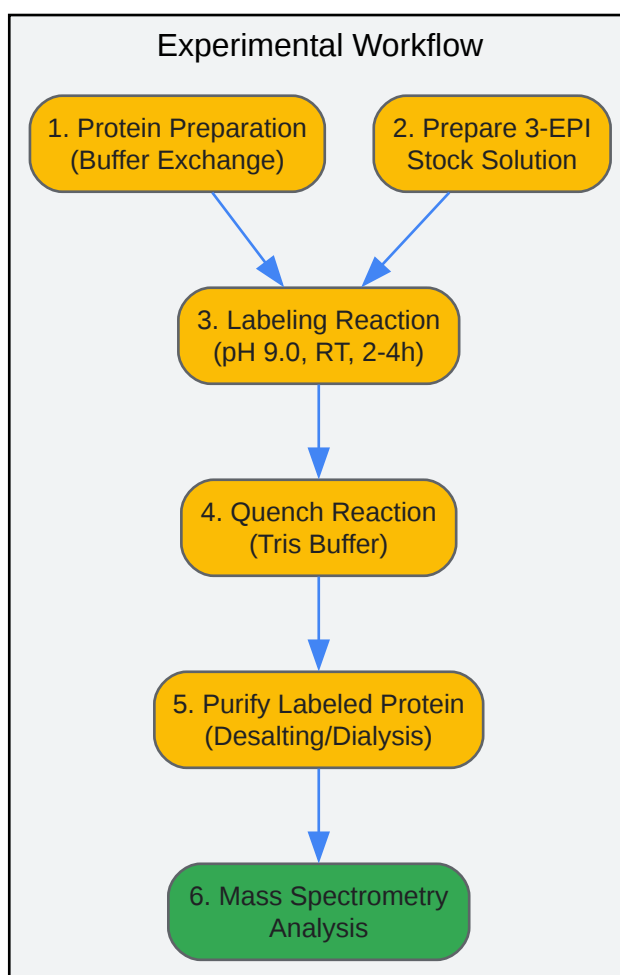 Experimental Workflow
1. Protein Preparation
(Buffer Exchange)
2. Prepare 3-EPI
Stock Solution
3. Labeling Reaction
(pH 9.0, RT, 2-4h)
4. Quench Reaction
(Tris Buffer)
5. Purify Labeled Protein
(Desalting/Dialysis)
6. Mass Spectrometry
Analysis